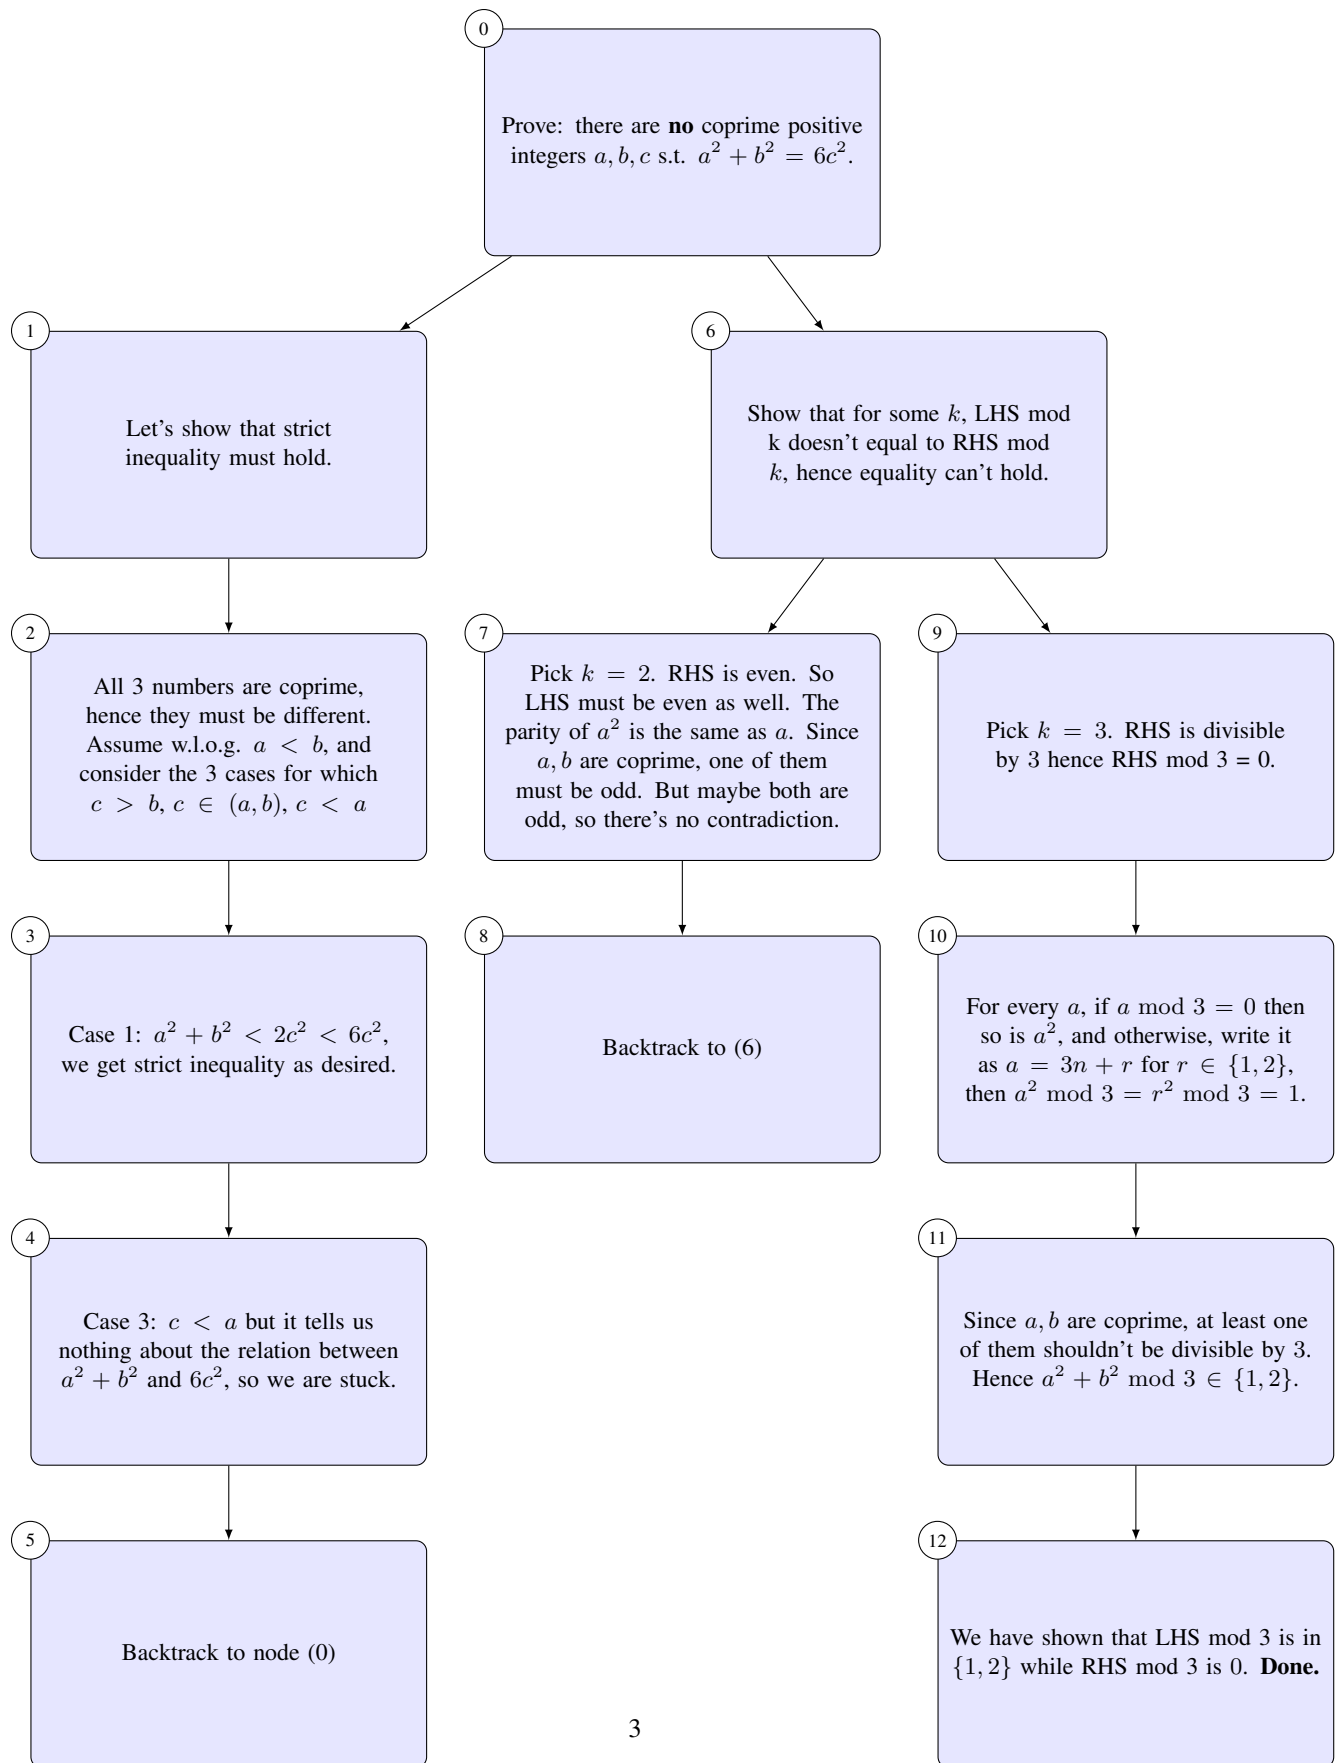 0
Prove: there are no coprime positive
integers a, b, c s.t. a² + b² = 6c².
1
Let's show that strict
inequality must hold.
6
Show that for some k, LHS mod
k doesn't equal to RHS mod
k, hence equality can't hold.
2
All 3 numbers are coprime,
hence they must be different.
Assume w.l.o.g. a < b, and
consider the 3 cases for which
c > b, c ∈ (a, b), c < a
7
Pick k = 2. RHS is even. So
LHS must be even as well. The
parity of a² is the same as a. Since
a, b are coprime, one of them
must be odd. But maybe both are
odd, so there's no contradiction.
9
Pick k = 3. RHS is divisible
by 3 hence RHS mod 3 = 0.
3
Case 1: a² + b² < 2c² < 6c²,
we get strict inequality as desired.
8
Backtrack to (6)
10
For every a, if a mod 3 = 0 then
so is a², and otherwise, write it
as a = 3n + r for r ∈ {1, 2},
then a² mod 3 = r² mod 3 = 1.
4
Case 3: c < a but it tells us
nothing about the relation between
a² + b² and 6c², so we are stuck.
11
Since a, b are coprime, at least one
of them shouldn't be divisible by 3.
Hence a² + b² mod 3 ∈ {1, 2}.
5
Backtrack to node (0)
12
We have shown that LHS mod 3 is in
{1, 2} while RHS mod 3 is 0. Done.
3